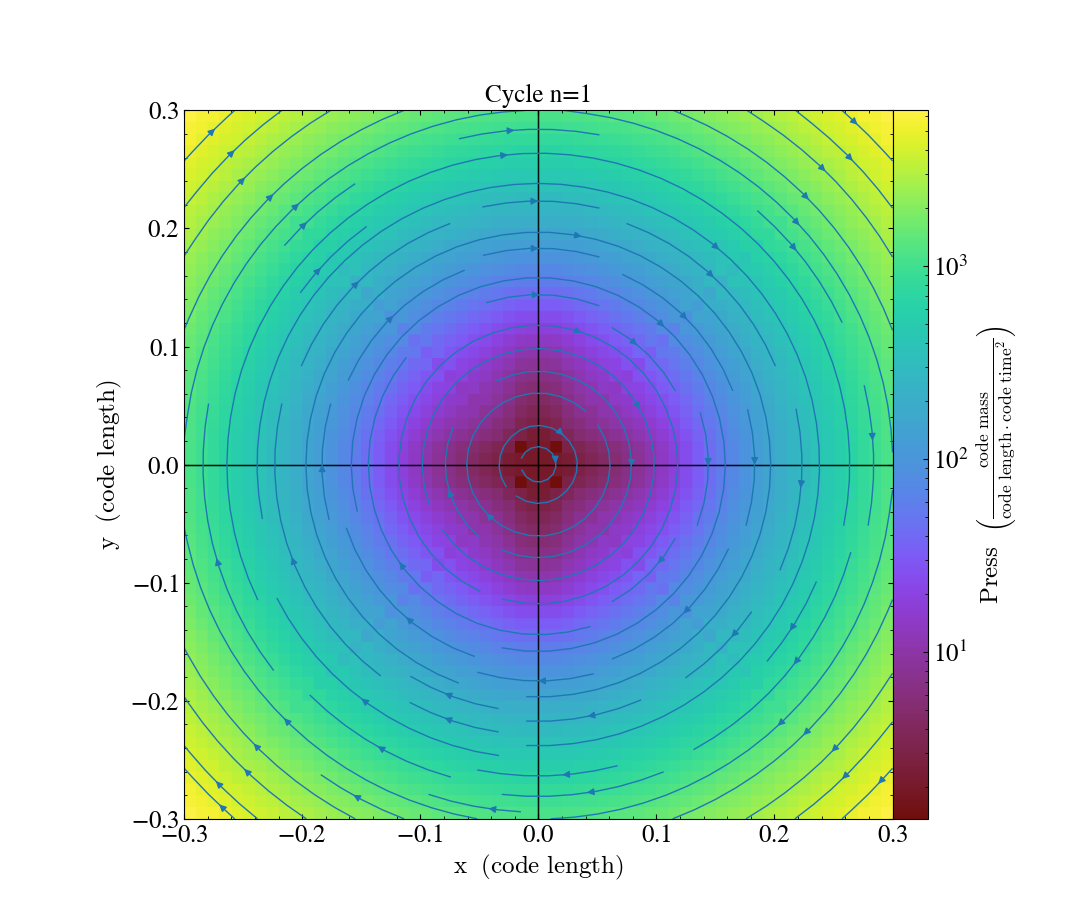 Cycle n=1
0.3
0.2
0.1
0.0
−0.1
−0.2
−0.3
y (code length)
−0.3 −0.2 −0.1 0.0 0.1 0.2 0.3
x (code length)
10³
10²
10¹
Press (code mass / code length · code time²)